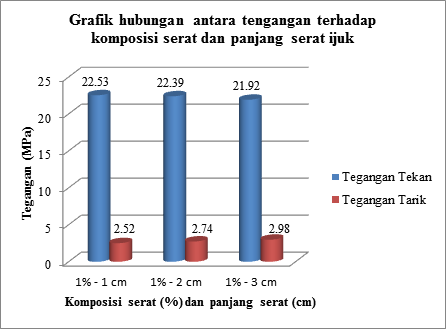 Grafik hubungan antara tengangan terhadap
komposisi serat dan panjang serat ijuk
25
20
15
10
5
0
Tegangan (MPa)
22.53
22.39
21.92
2.52
2.74
2.98
1% - 1 cm
1% - 2 cm
1% - 3 cm
Komposisi serat (%) dan panjang serat (cm)
Tegangan Tekan
Tegangan Tarik